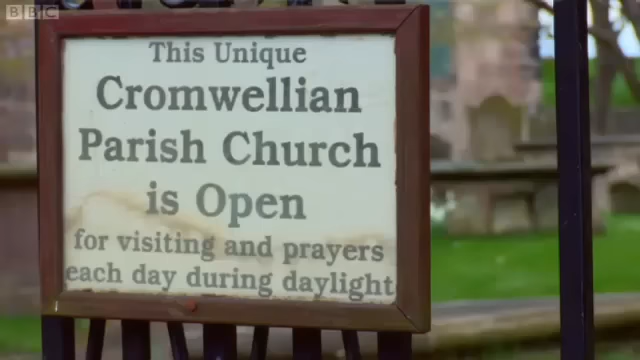 BBC
This Unique
Cromwellian
Parish Church
is Open
for visiting and prayers
each day during daylight